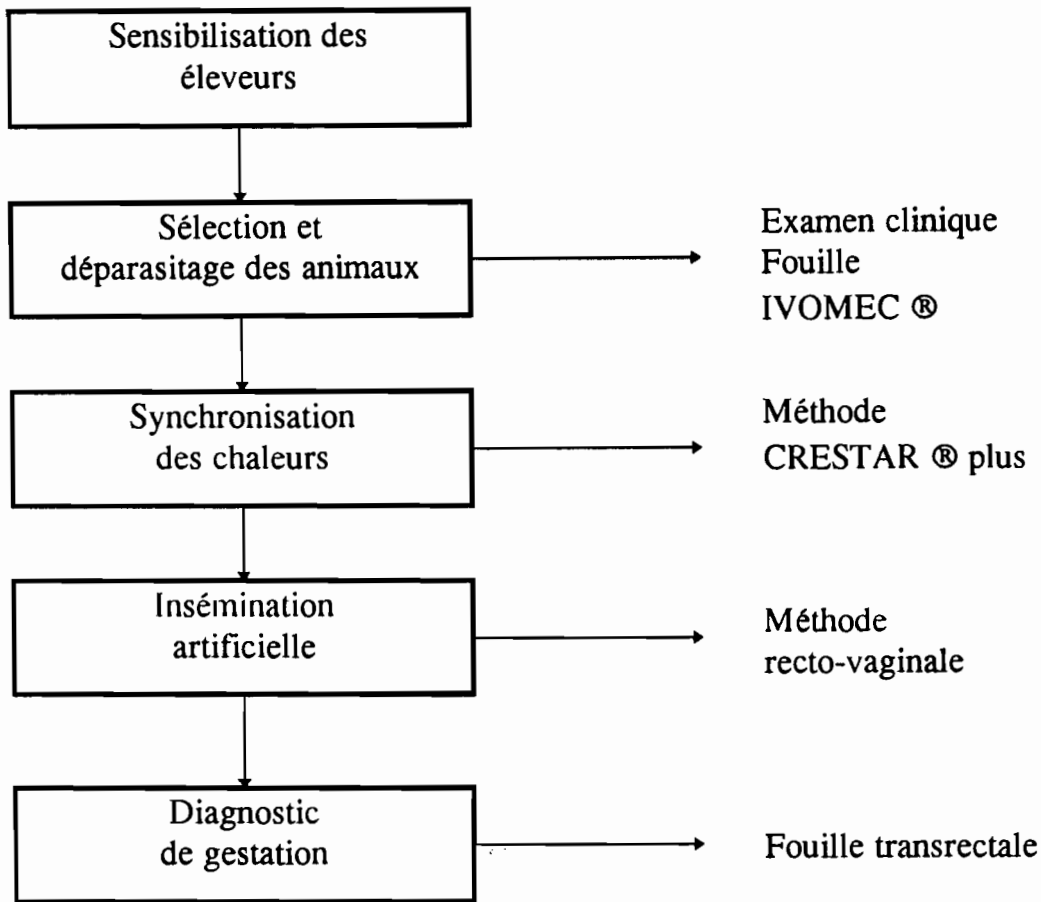 Sensibilisation des
éleveurs
Sélection et
déparasitage des animaux
Examen clinique
Fouille
IVOMEC ®
Synchronisation
des chaleurs
Méthode
CRESTAR ® plus
Insémination
artificielle
Méthode
recto-vaginale
Diagnostic
de gestation
Fouille transrectale